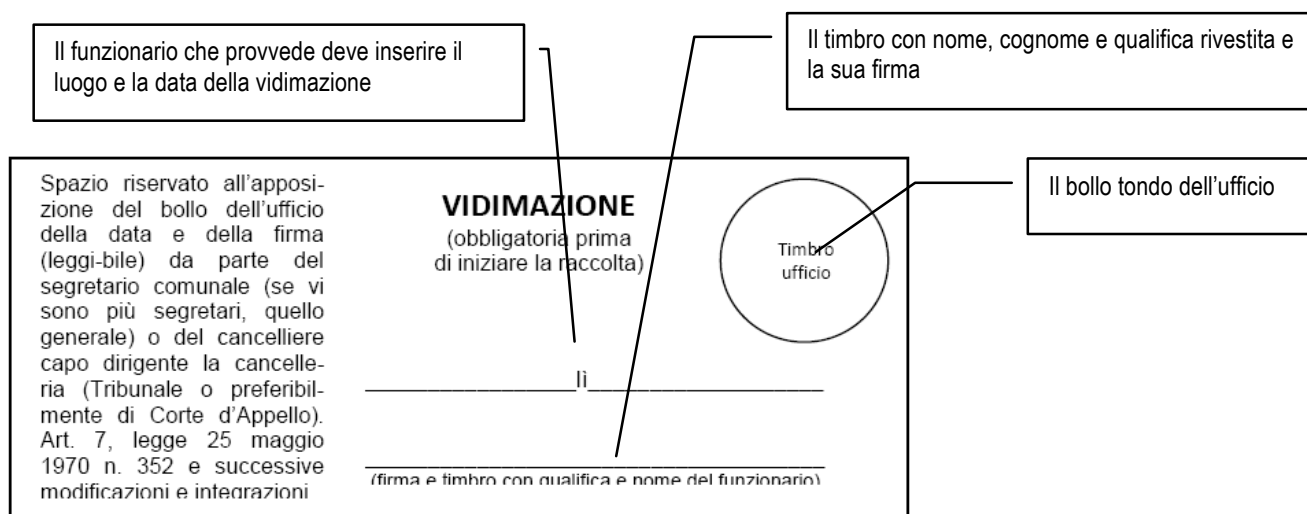 Il funzionario che provvede deve inserire il
luogo e la data della vidimazione
Il timbro con nome, cognome e qualifica rivestita e
la sua firma
Il bollo tondo dell’ufficio
Spazio riservato all’apposi-
zione del bollo dell’ufficio
della data e della firma
(leggi-bile) da parte del
segretario comunale (se vi
sono più segretari, quello
generale) o del cancelliere
capo dirigente la cancelle-
ria (Tribunale o preferibil-
mente di Corte d’Appello).
Art. 7, legge 25 maggio
1970 n. 352 e successive
modificazioni e integrazioni
VIDIMAZIONE
(obbligatoria prima
di iniziare la raccolta)
Timbro
ufficio
lì
(firma e timbro con qualifica e nome del funzionario)